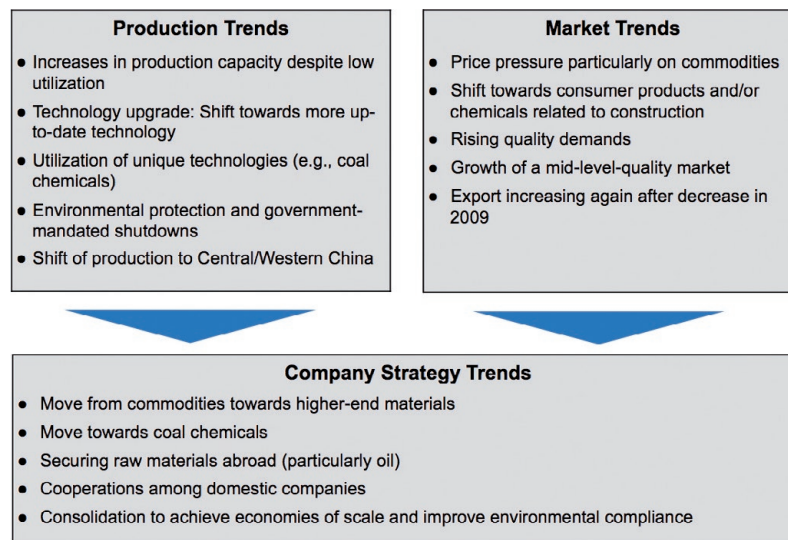 Production Trends
● Increases in production capacity despite low
utilization
● Technology upgrade: Shift towards more up-
to-date technology
● Utilization of unique technologies (e.g., coal
chemicals)
● Environmental protection and government-
mandated shutdowns
● Shift of production to Central/Western China
Market Trends
● Price pressure particularly on commodities
● Shift towards consumer products and/or
chemicals related to construction
● Rising quality demands
● Growth of a mid-level-quality market
● Export increasing again after decrease in
2009
Company Strategy Trends
● Move from commodities towards higher-end materials
● Move towards coal chemicals
● Securing raw materials abroad (particularly oil)
● Cooperations among domestic companies
● Consolidation to achieve economies of scale and improve environmental compliance